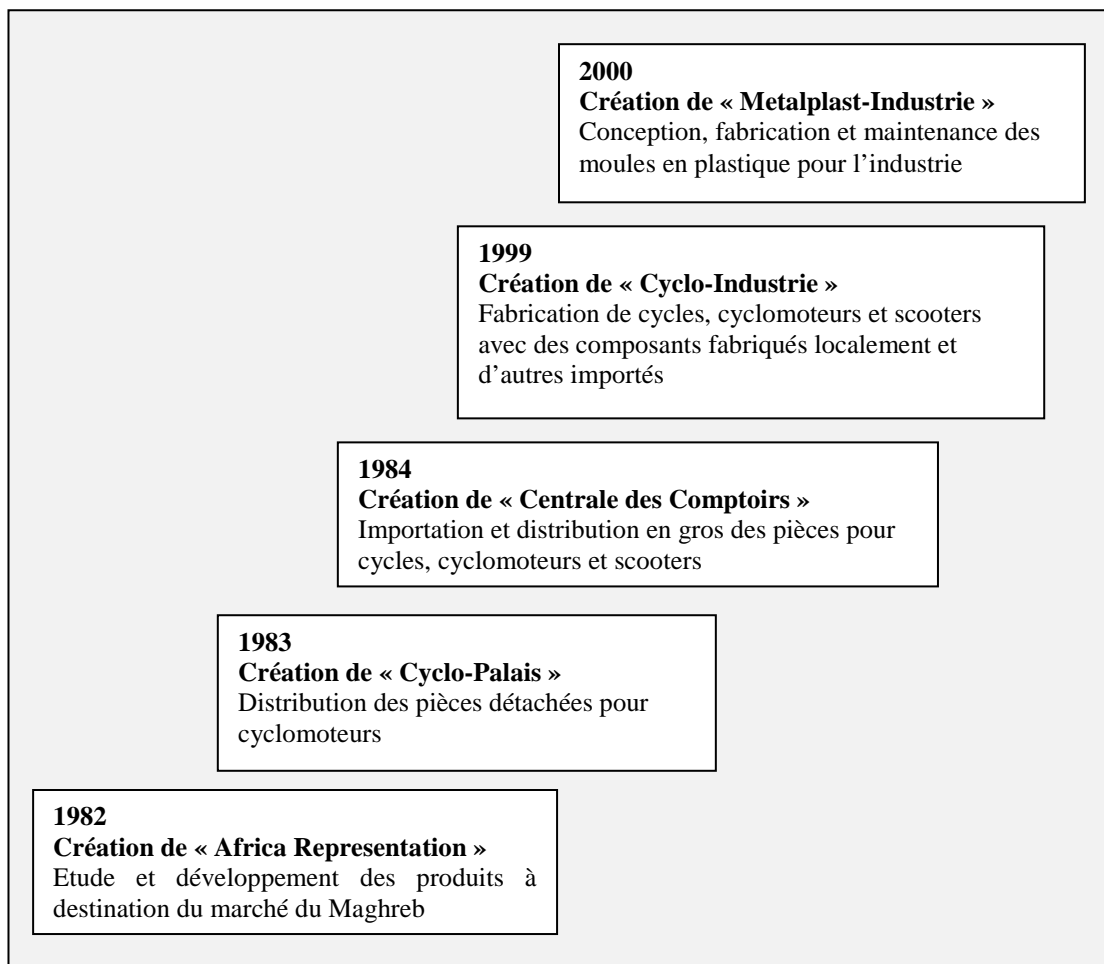 2000
Création de « Metalplast-Industrie »
Conception, fabrication et maintenance des
moules en plastique pour l’industrie
1999
Création de « Cyclo-Industrie »
Fabrication de cycles, cyclomoteurs et scooters
avec des composants fabriqués localement et
d’autres importés
1984
Création de « Centrale des Comptoirs »
Importation et distribution en gros des pièces pour
cycles, cyclomoteurs et scooters
1983
Création de « Cyclo-Palais »
Distribution des pièces détachées pour
cyclomoteurs
1982
Création de « Africa Representation »
Etude et développement des produits à
destination du marché du Maghreb